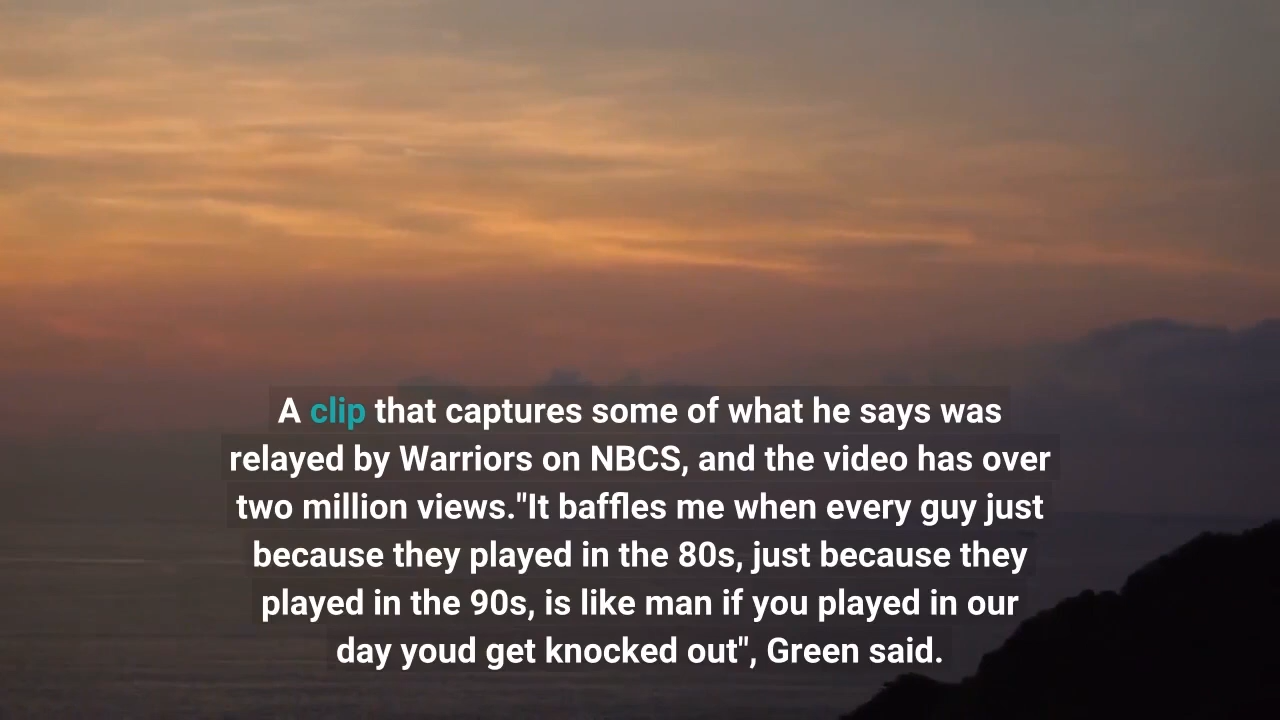 A clip that captures some of what he says was
relayed by Warriors on NBCS, and the video has over
two million views."It baffles me when every guy just
because they played in the 80s, just because they
played in the 90s, is like man if you played in our
day youd get knocked out", Green said.